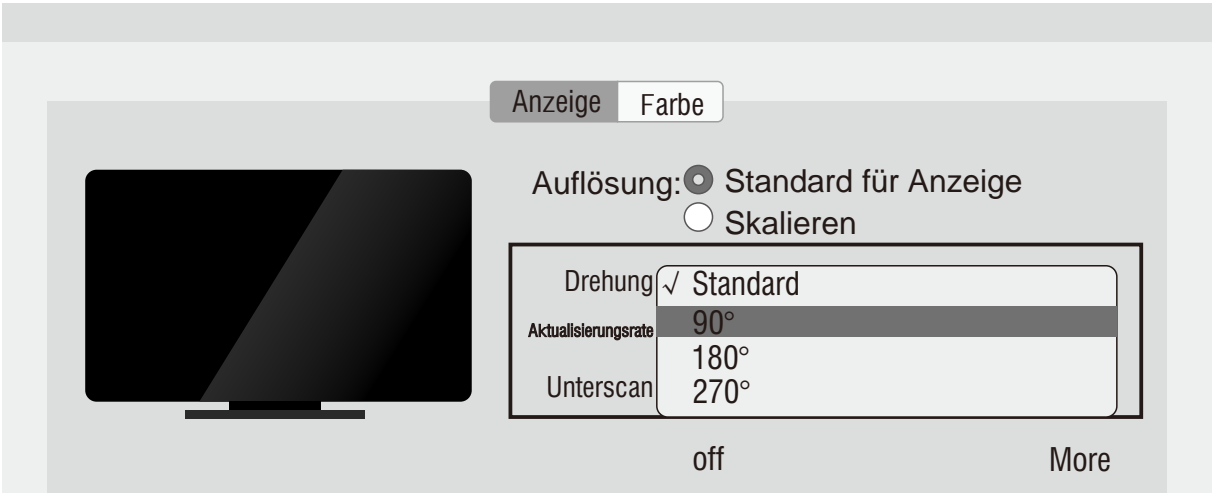 Anzeige Farbe
Auflösung: Standard für Anzeige
Skalieren
Drehung √ Standard
Aktualisierungsrate 90°
180°
Unterscan 270°
off More